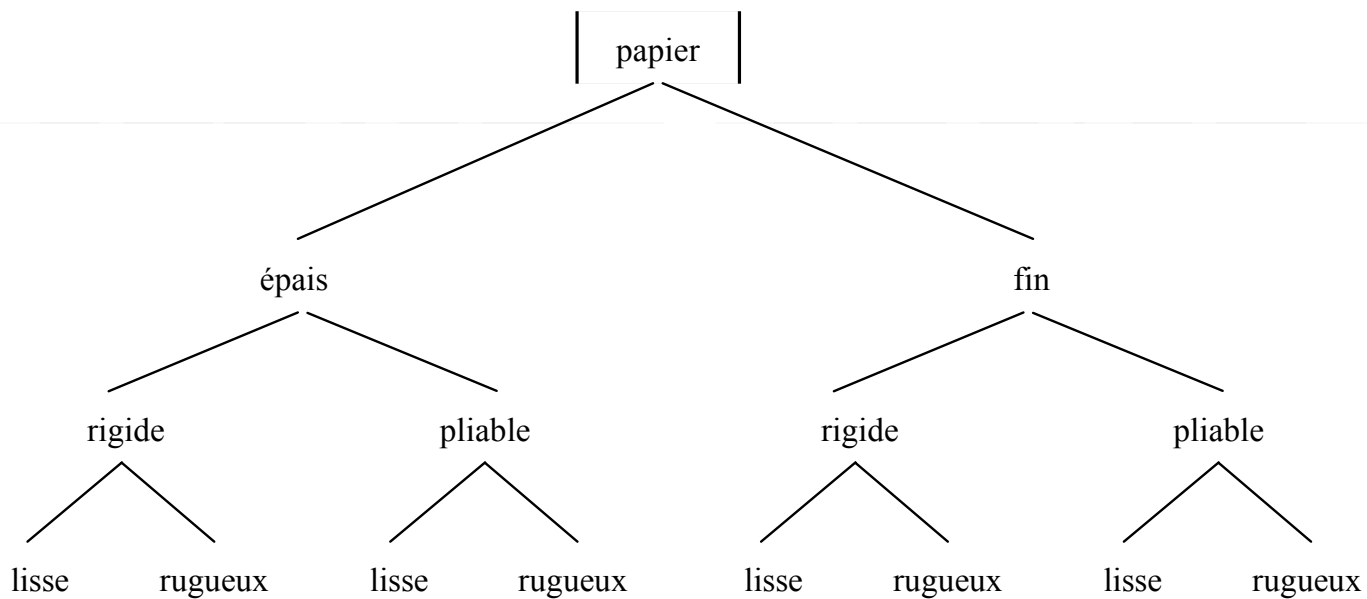 papier
épais fin
rigide pliable rigide pliable
lisse rugueux lisse rugueux lisse rugueux lisse rugueux